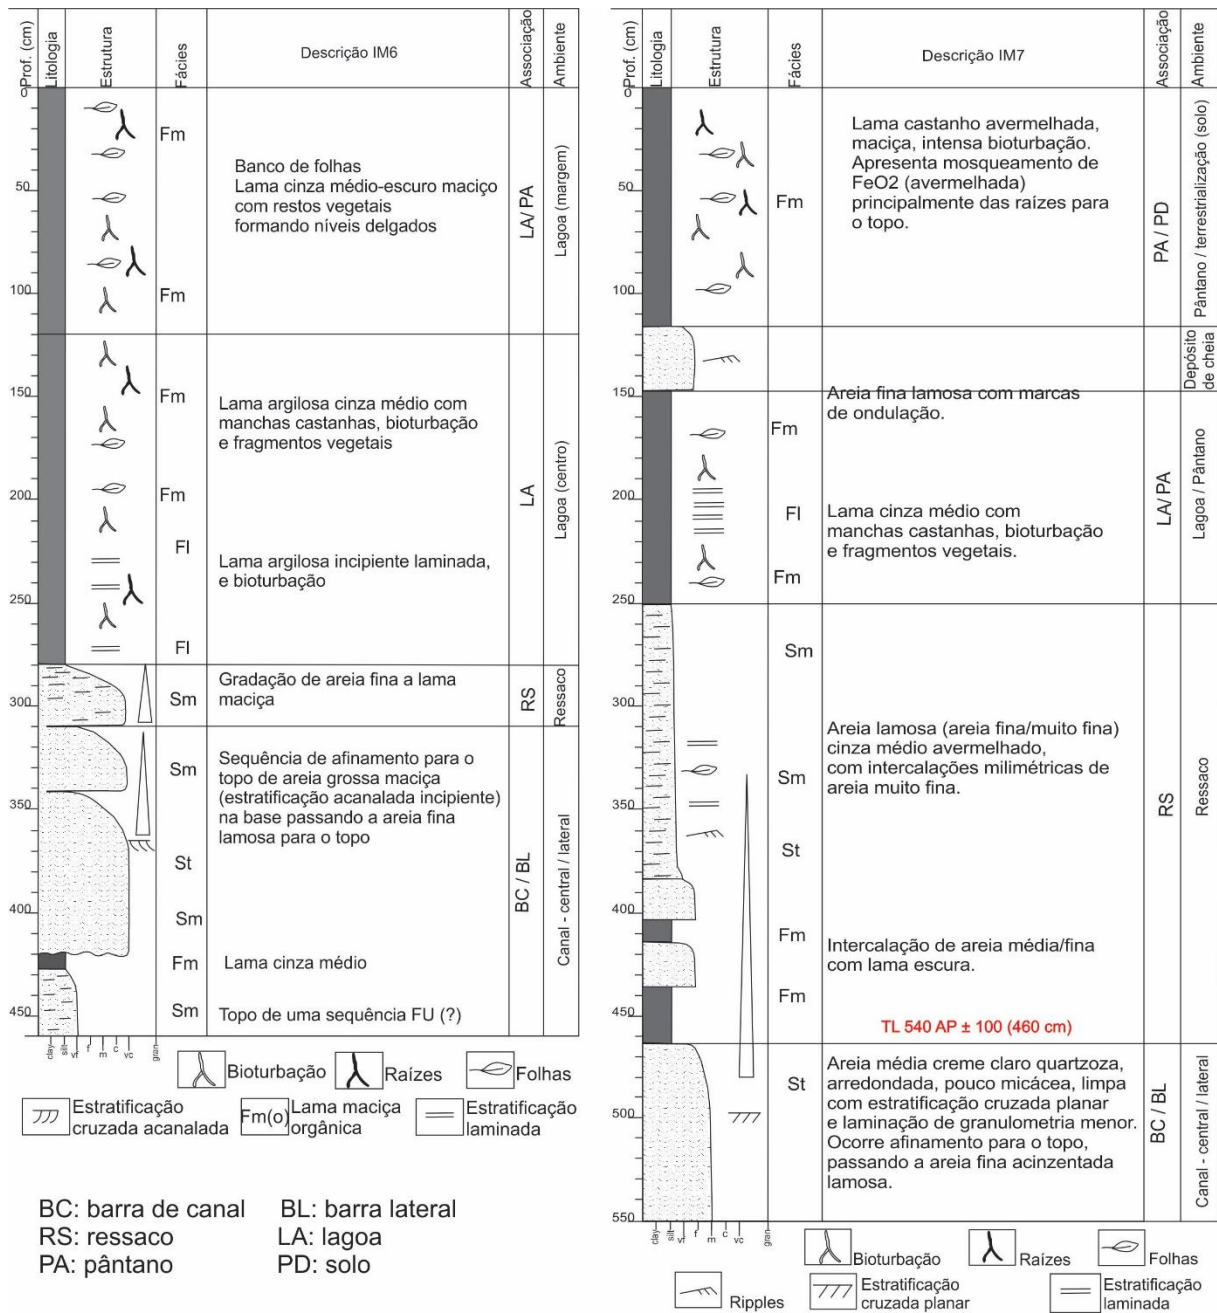 Prof. (cm)
Litologia
Estrutura
Fácies
Descrição IM6
Associação
Ambiente
0
50
100
150
200
250
300
350
400
450
Fm
Banco de folhas
Lama cinza médio-escuro maciço
com restos vegetais
formando níveis delgados
Fm
LA/ PA
Lagoa (margem)
Fm
Lama argilosa cinza médio com
manchas castanhas, bioturbação
e fragmentos vegetais
Fm
Fl
Lama argilosa incipiente laminada,
e bioturbação
Fl
LA
Lagoa (centro)
Sm
Gradação de areia fina a lama
maciça
RS
Ressaco
Sm
Sequência de afinamento para o
topo de areia grossa maciça
(estratificação acanalada incipiente)
na base passando a areia fina
lamosa para o topo
St
Sm
Fm
Lama cinza médio
Sm
Topo de uma sequência FU (?)
BC / BL
Canal - central / lateral
clay
silt
vf
f
m
c
vc
gran
Bioturbação
Raízes
Folhas
Estratificação
cruzada acanalada
Fm(o)
Lama maciça
orgânica
Estratificação
laminada
BC: barra de canal
BL: barra lateral
RS: ressaco
LA: lagoa
PA: pântano
PD: solo
Prof. (cm)
Litologia
Estrutura
Fácies
Descrição IM7
Associação
Ambiente
0
50
100
150
200
250
300
350
400
450
500
550
Lama castanho avermelhada,
maciça, intensa bioturbação.
Apresenta mosqueamento de
FeO2 (avermelhada)
principalmente das raízes para
o topo.
Fm
PA / PD
Pântano / terrestrialização (solo)
Depósito
de cheia
Areia fina lamosa com marcas
de ondulação.
Fm
Fl
Lama cinza médio com
manchas castanhas, bioturbação
e fragmentos vegetais.
Fm
LA/ PA
Lagoa / Pântano
Sm
Areia lamosa (areia fina/muito fina)
cinza médio avermelhado,
com intercalações milimétricas de
areia muito fina.
Sm
St
Fm
Intercalação de areia média/fina
com lama escura.
Fm
TL 540 AP ± 100 (460 cm)
RS
Ressaco
St
Areia média creme claro quartzoza,
arredondada, pouco micácea, limpa
com estratificação cruzada planar
e laminação de granulometria menor.
Ocorre afinamento para o topo,
passando a areia fina acinzentada
lamosa.
BC / BL
Canal - central / lateral
clay
silt
vf
f
m
c
vc
gran
Bioturbação
Raízes
Folhas
Ripples
Estratificação
cruzada planar
Estratificação
laminada